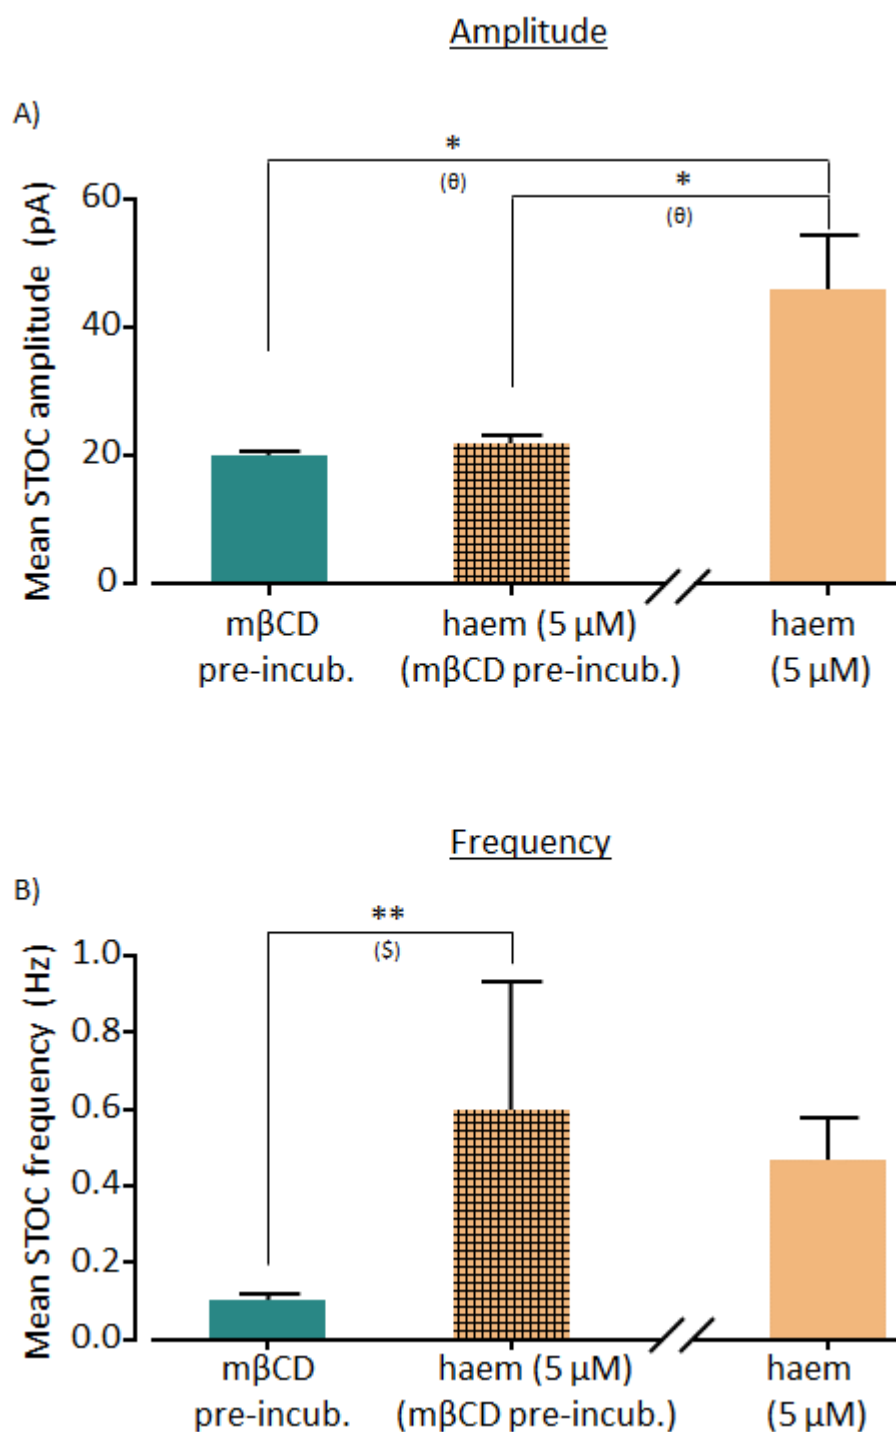 Amplitude
A)
*
(θ)
*
(θ)
Mean STOC amplitude (pA)
60
40
20
0
mβCD
pre-incub.
haem (5 µM)
(mβCD pre-incub.)
haem
(5 µM)
Frequency
B)
**
($)
Mean STOC frequency (Hz)
1.0
0.8
0.6
0.4
0.2
0.0
mβCD
pre-incub.
haem (5 µM)
(mβCD pre-incub.)
haem
(5 µM)